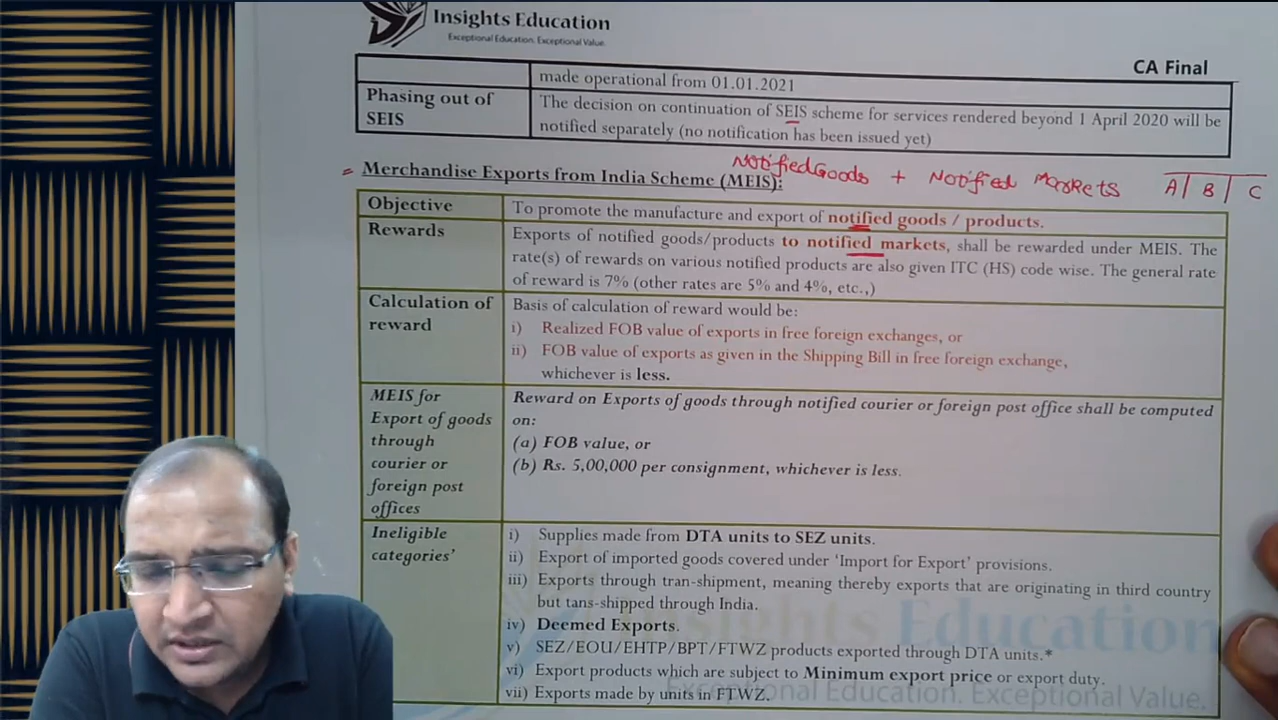 Insights Education
Exceptional Education. Exceptional Value.
CA Final
made operational from 01.01.2021
Phasing out of SEIS
The decision on continuation of SEIS scheme for services rendered beyond 1 April 2020 will be
notified separately (no notification has been issued yet)
Notified Goods + Notified Markets A B C
Merchandise Exports from India Scheme (MEIS):
Objective
To promote the manufacture and export of notified goods / products.
Rewards
Exports of notified goods/products to notified markets, shall be rewarded under MEIS. The
rate(s) of rewards on various notified products are also given ITC (HS) code wise. The general rate
of reward is 7% (other rates are 5% and 4%, etc.,)
Calculation of
reward
Basis of calculation of reward would be:
i) Realized FOB value of exports in free foreign exchanges, or
ii) FOB value of exports as given in the Shipping Bill in free foreign exchange,
whichever is less.
MEIS for
Export of goods
through
courier or
foreign post
offices
Reward on Exports of goods through notified courier or foreign post office shall be computed
on:
(a) FOB value, or
(b) Rs. 5,00,000 per consignment, whichever is less.
Ineligible
categories'
i) Supplies made from DTA units to SEZ units.
ii) Export of imported goods covered under 'Import for Export' provisions.
iii) Exports through tran-shipment, meaning thereby exports that are originating in third country
but tans-shipped through India.
iv) Deemed Exports.
v) SEZ/EOU/EHTP/BPT/FTWZ products exported through DTA units.*
vi) Export products which are subject to Minimum export price or export duty.
vii) Exports made by units in FTWZ.
Insights Education
Exceptional Education. Exceptional Value.